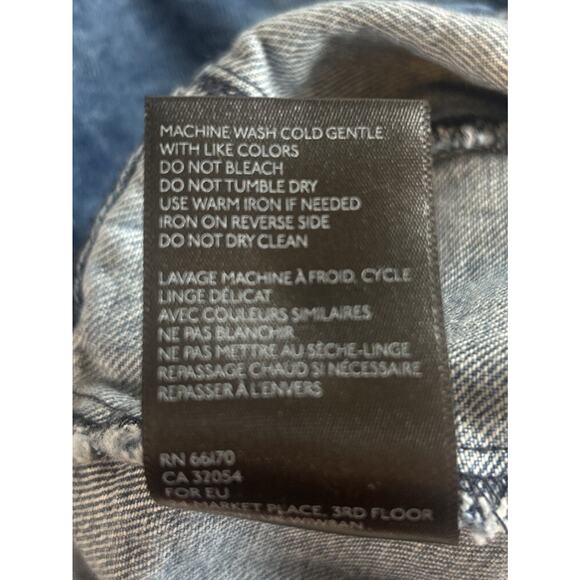 MACHINE WASH COLD GENTLE
WITH LIKE COLORS
DO NOT BLEACH
DO NOT TUMBLE DRY
USE WARM IRON IF NEEDED
IRON ON REVERSE SIDE
DO NOT DRY CLEAN
LAVAGE MACHINE À FROID, CYCLE
LINGE DÉLICAT
AVEC COULEURS SIMILAIRES
NE PAS BLANCHIR
NE PAS METTRE AU SÈCHE-LINGE
REPASSAGE CHAUD SI NÉCESSAIRE
REPASSER À L'ENVERS
RN 66170
CA 32054
FOR EU
MARKET PLACE, 3RD FLOOR